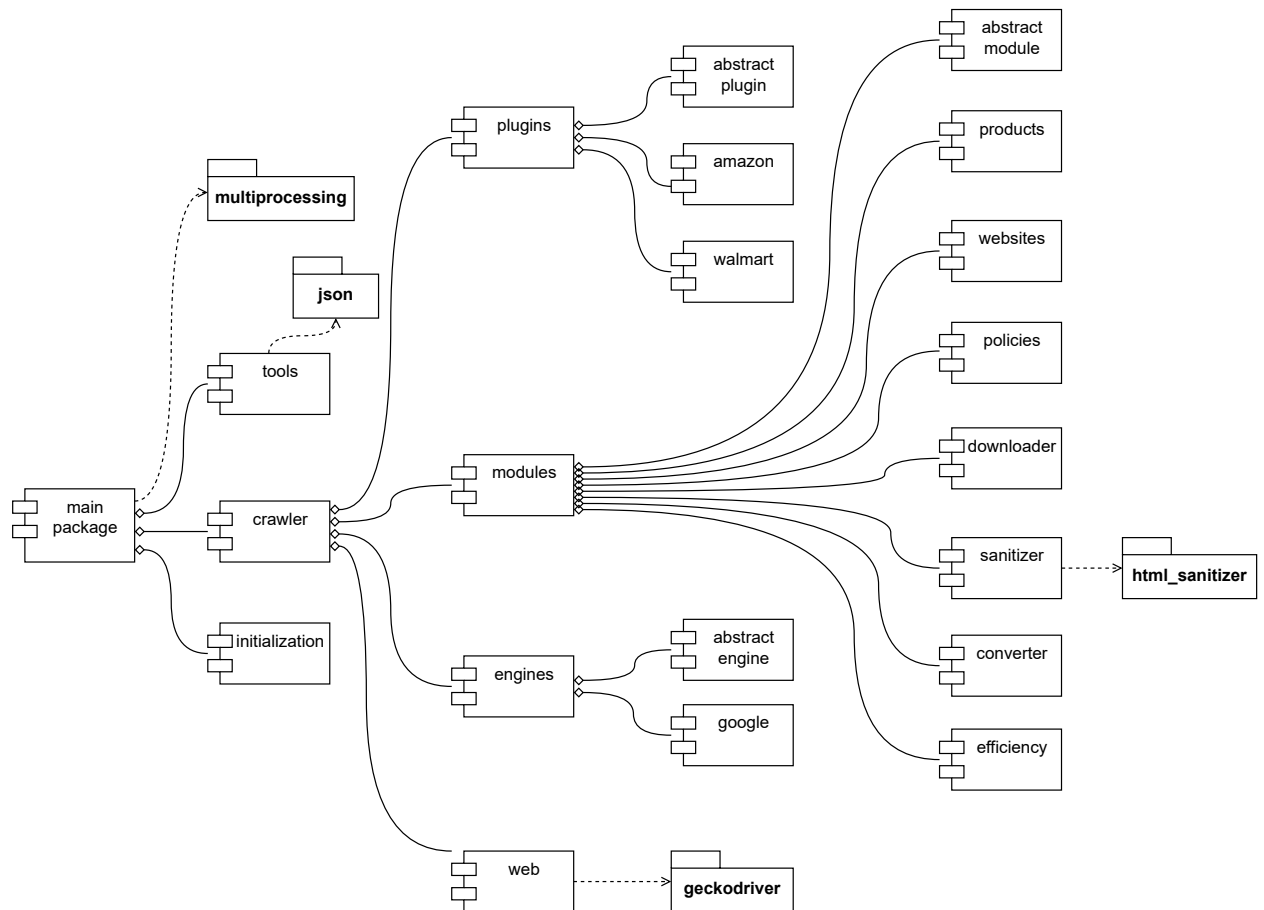 abstract
module
abstract
plugin
plugins
products
amazon
multiprocessing
websites
walmart
json
policies
tools
downloader
modules
main
package
crawler
sanitizer
html_sanitizer
initialization
abstract
engine
converter
engines
google
efficiency
web
geckodriver